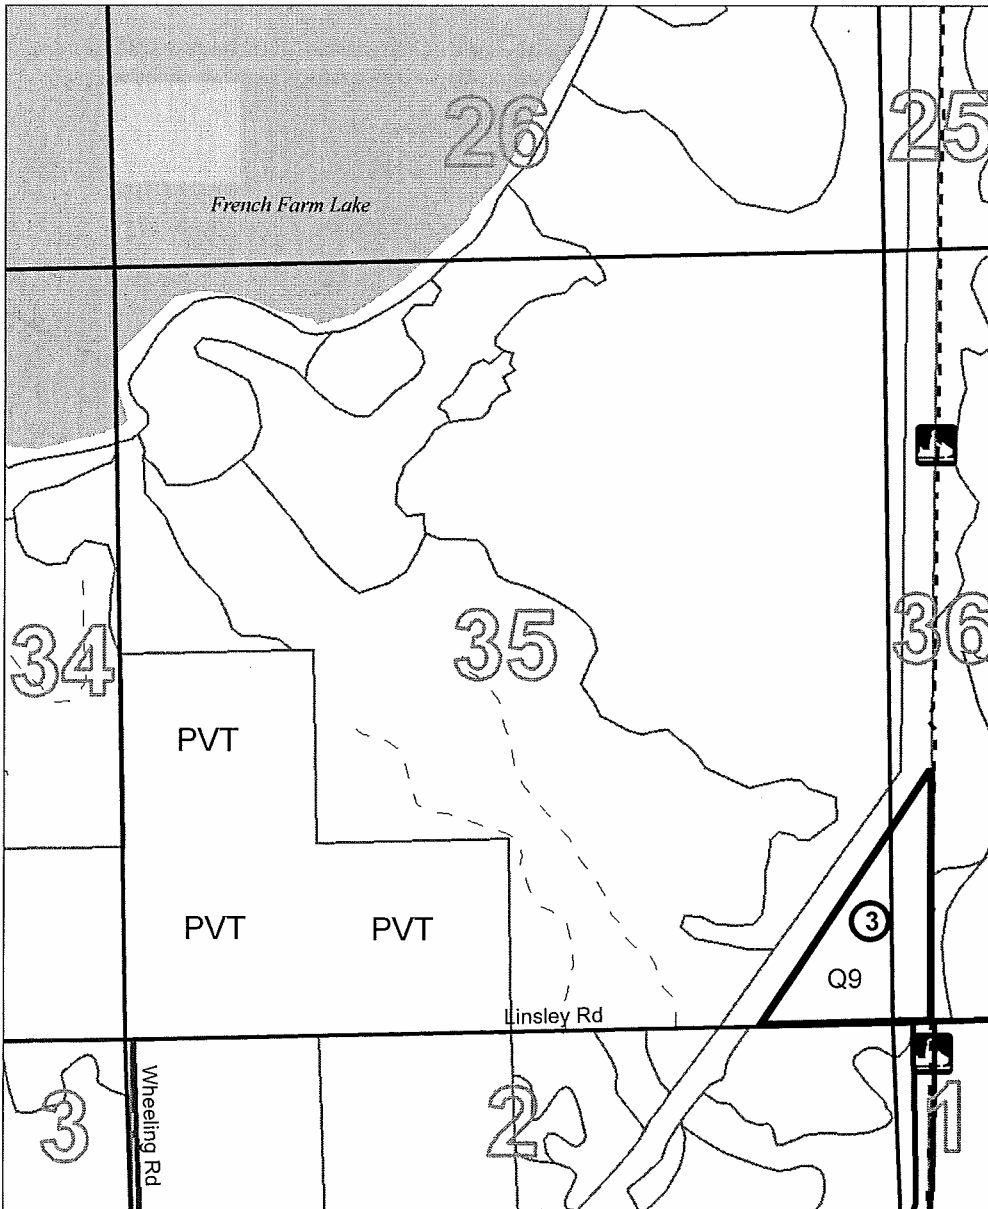 26
25
French Farm Lake
34
35
36
PVT
PVT
PVT
3
Q9
Linsley Rd
3
Wheeling Rd
2
1